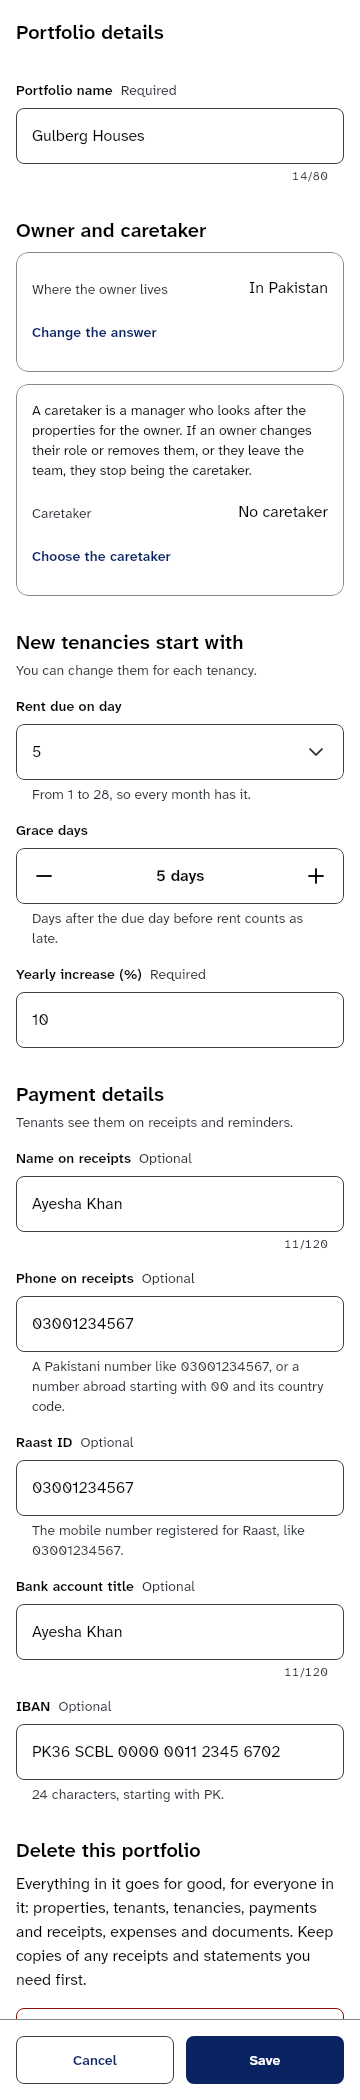 Portfolio details
Portfolio name Required
Gulberg Houses
14/80
Owner and caretaker
Where the owner lives In Pakistan
Change the answer
A caretaker is a manager who looks after the
properties for the owner. If an owner changes
their role or removes them, or they leave the
team, they stop being the caretaker.
Caretaker No caretaker
Choose the caretaker
New tenancies start with
You can change them for each tenancy.
Rent due on day
5
From 1 to 28, so every month has it.
Grace days
5 days
Days after the due day before rent counts as
late.
Yearly increase (%) Required
10
Payment details
Tenants see them on receipts and reminders.
Name on receipts Optional
Ayesha Khan
11/120
Phone on receipts Optional
03001234567
A Pakistani number like 03001234567, or a
number abroad starting with 00 and its country
code.
Raast ID Optional
03001234567
The mobile number registered for Raast, like
03001234567.
Bank account title Optional
Ayesha Khan
11/120
IBAN Optional
PK36 SCBL 0000 0011 2345 6702
24 characters, starting with PK.
Delete this portfolio
Everything in it goes for good, for everyone in
it: properties, tenants, tenancies, payments
and receipts, expenses and documents. Keep
copies of any receipts and statements you
need first.
Cancel Save